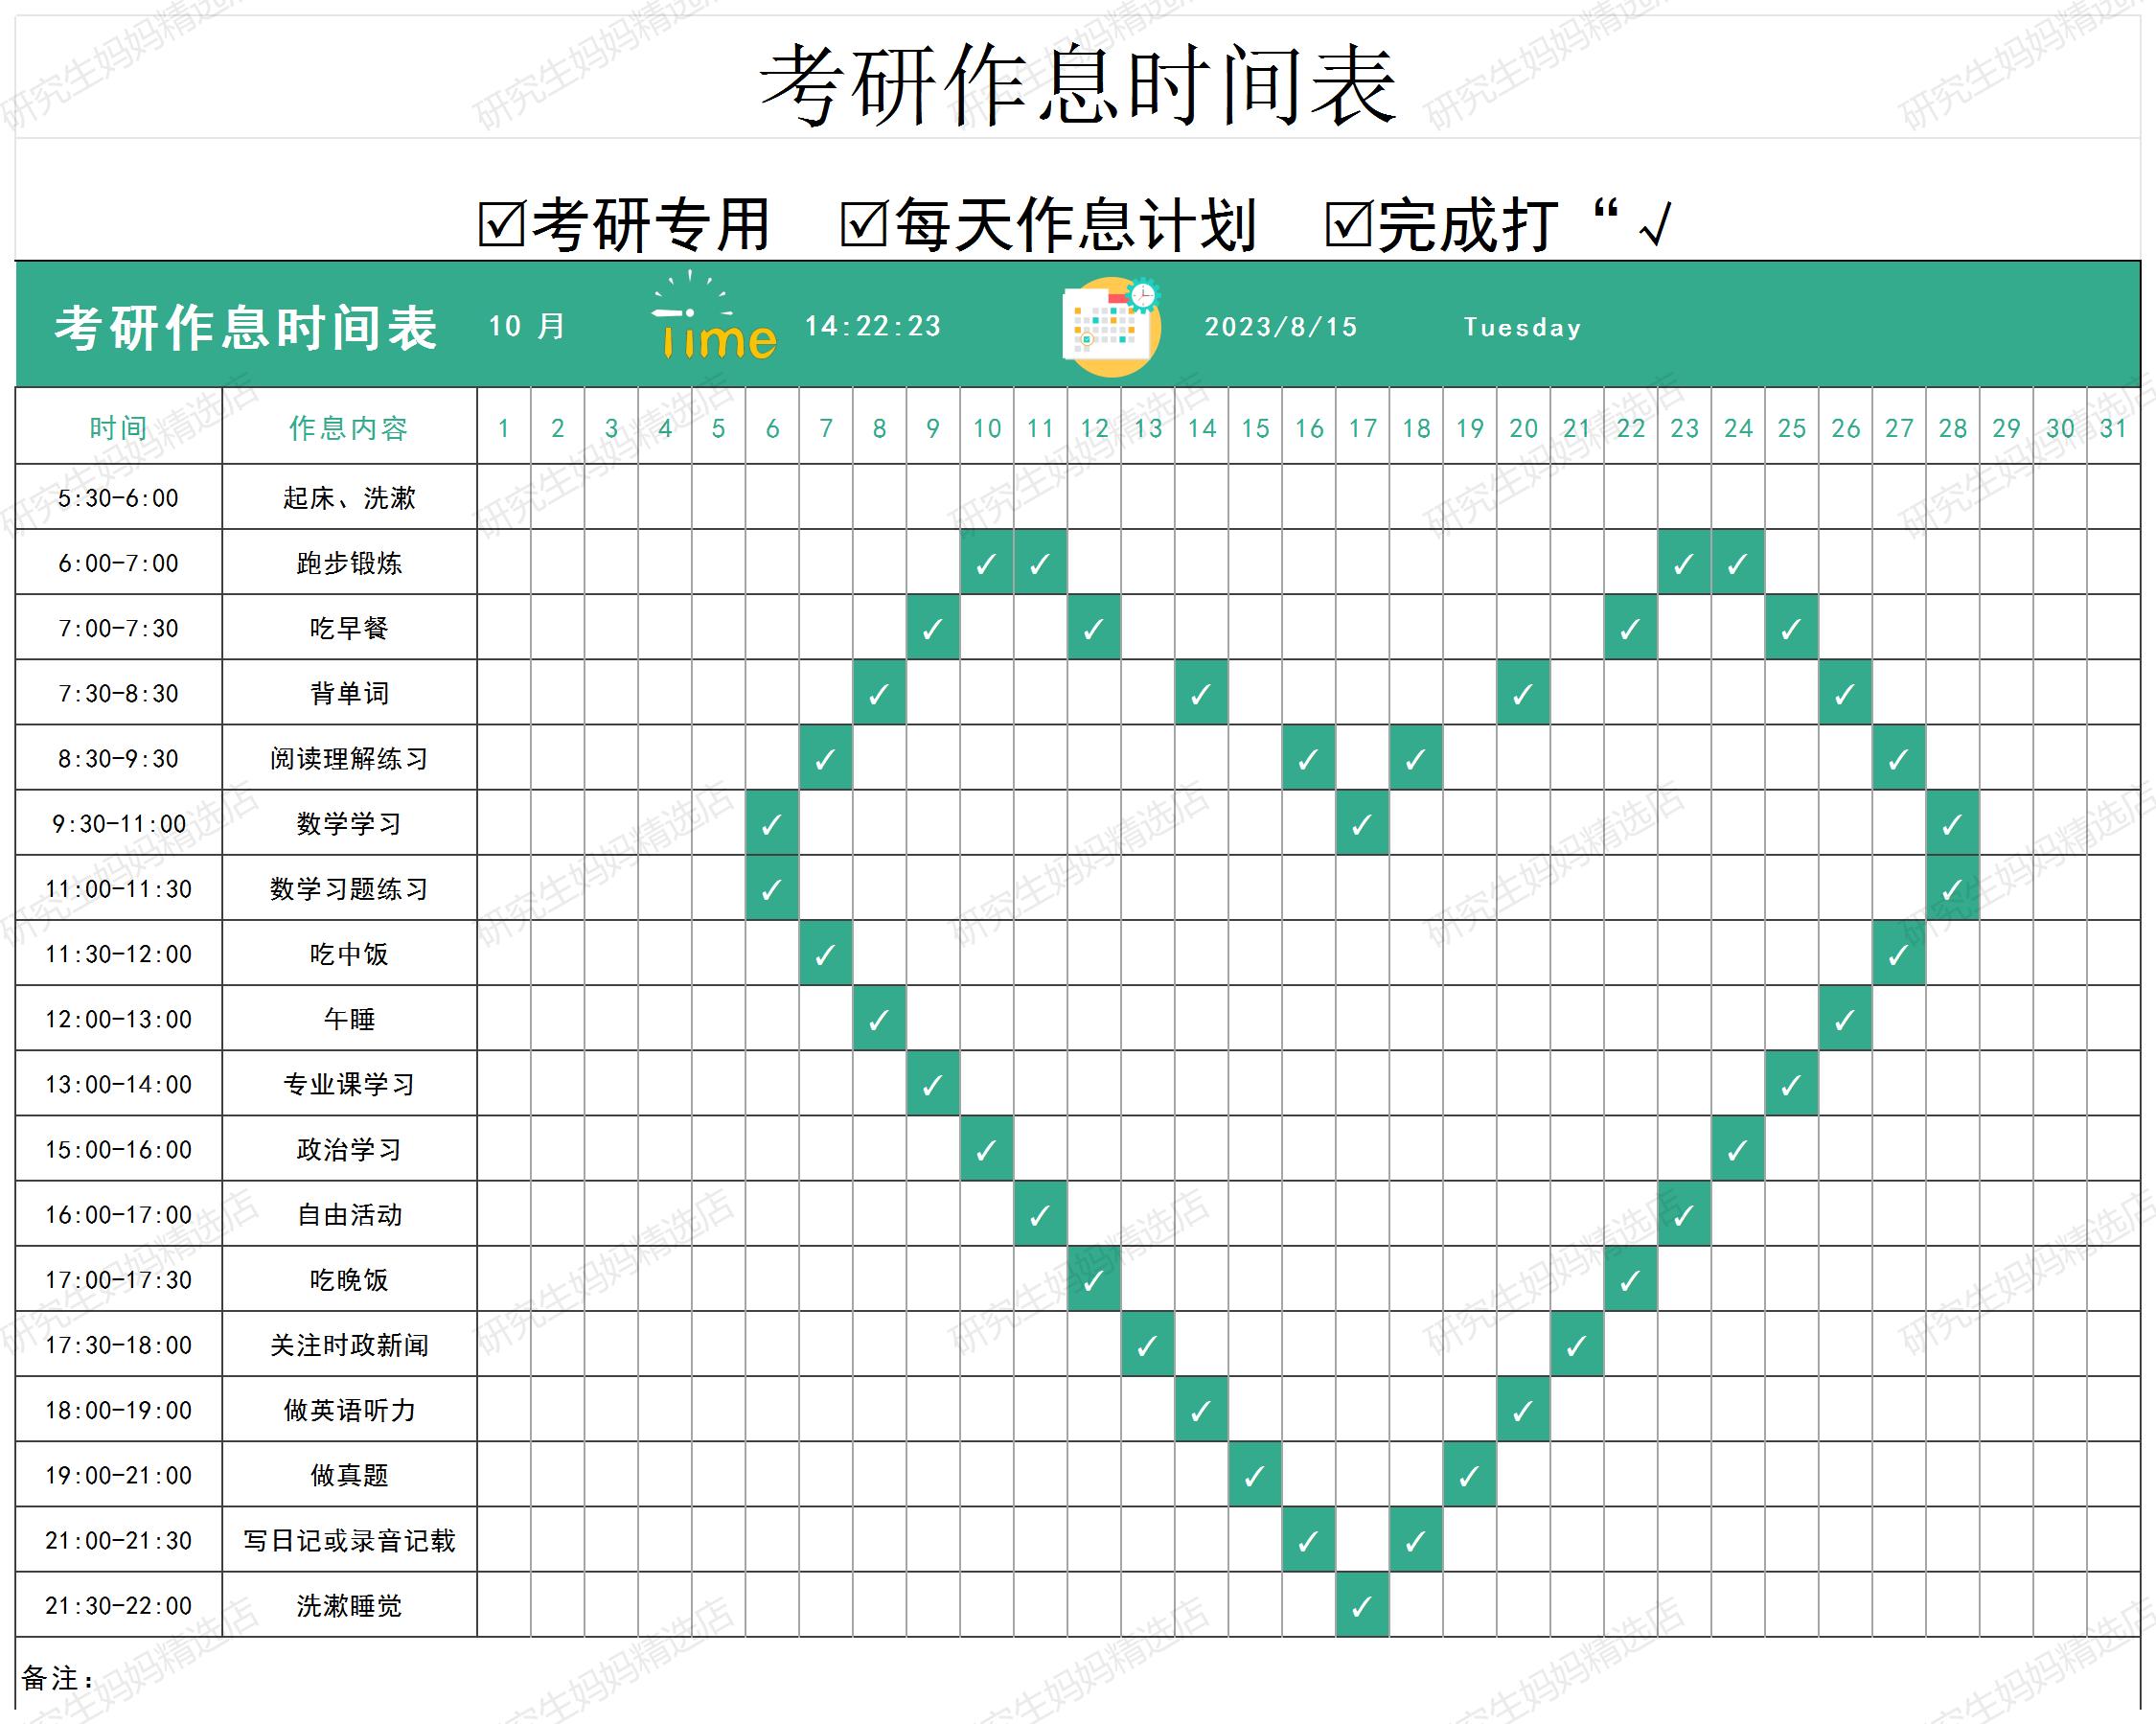 考研作息时间表
☑考研专用 ☑每天作息计划 ☑完成打“√
考研作息时间表 10 月 Time 14:22:23 2023/8/15 Tuesday
时间 作息内容 1 2 3 4 5 6 7 8 9 10 11 12 13 14 15 16 17 18 19 20 21 22 23 24 25 26 27 28 29 30 31
5:30-6:00 起床、洗漱
6:00-7:00 跑步锻炼 ✓ ✓ ✓ ✓
7:00-7:30 吃早餐 ✓ ✓ ✓ ✓
7:30-8:30 背单词 ✓ ✓ ✓ ✓
8:30-9:30 阅读理解练习 ✓ ✓ ✓ ✓
9:30-11:00 数学学习 ✓ ✓ ✓
11:00-11:30 数学习题练习 ✓ ✓
11:30-12:00 吃中饭 ✓ ✓
12:00-13:00 午睡 ✓ ✓
13:00-14:00 专业课学习 ✓ ✓
15:00-16:00 政治学习 ✓ ✓
16:00-17:00 自由活动 ✓ ✓
17:00-17:30 吃晚饭 ✓ ✓
17:30-18:00 关注时政新闻 ✓ ✓
18:00-19:00 做英语听力 ✓ ✓
19:00-21:00 做真题 ✓ ✓
21:00-21:30 写日记或录音记载 ✓ ✓
21:30-22:00 洗漱睡觉 ✓
备注：
研究生妈妈精选店